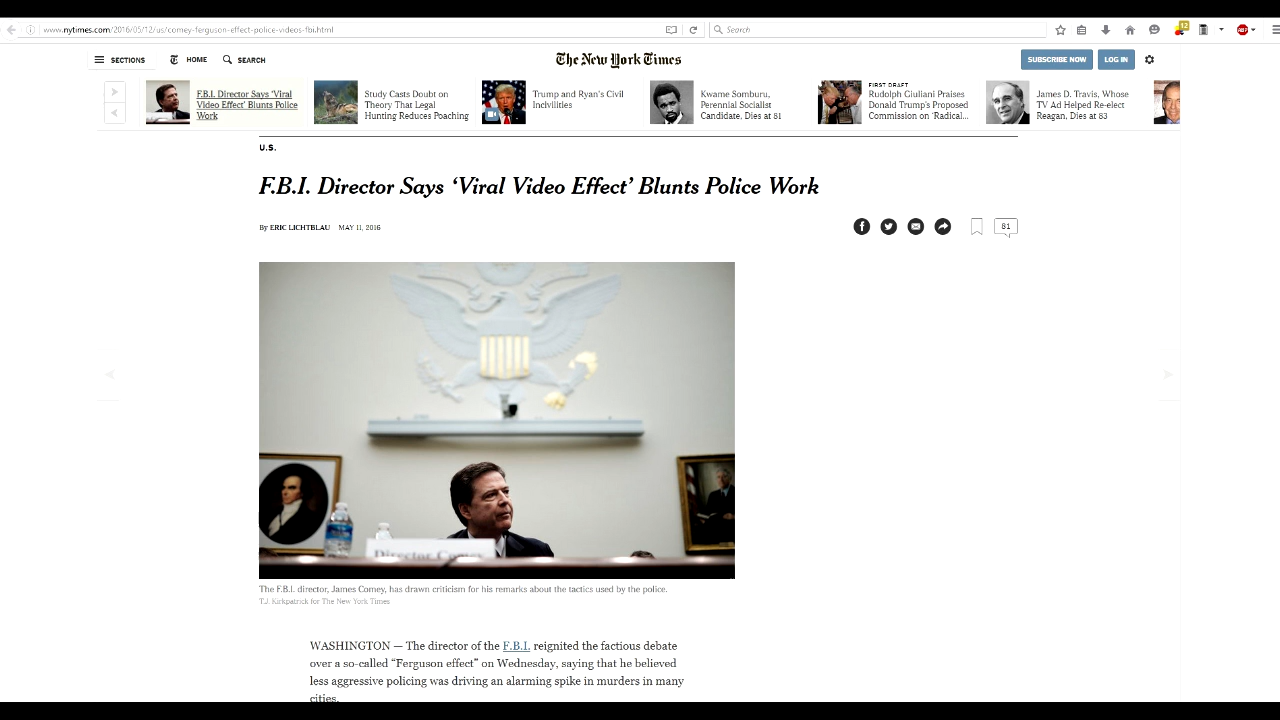 www.nytimes.com/2016/05/12/us/comey-ferguson-effect-police-videos-fbi.html
Search
12
ABP
SECTIONS
HOME
SEARCH
The New York Times
SUBSCRIBE NOW
LOG IN
F.B.I. Director Says ‘Viral
Video Effect’ Blunts Police
Work
Study Casts Doubt on
Theory That Legal
Hunting Reduces Poaching
Trump and Ryan's Civil
Incivilities
Kwame Somburu,
Perennial Socialist
Candidate, Dies at 81
FIRST DRAFT
Rudolph Giuliani Praises
Donald Trump's Proposed
Commission on ‘Radical...
James D. Travis, Whose
TV Ad Helped Re-elect
Reagan, Dies at 83
U.S.
F.B.I. Director Says ‘Viral Video Effect’ Blunts Police Work
By ERIC LICHTBLAU MAY 11, 2016
81
Director Comey
The F.B.I. director, James Comey, has drawn criticism for his remarks about the tactics used by the police.
T.J. Kirkpatrick for The New York Times
WASHINGTON — The director of the F.B.I. reignited the factious debate
over a so-called “Ferguson effect” on Wednesday, saying that he believed
less aggressive policing was driving an alarming spike in murders in many
cities.